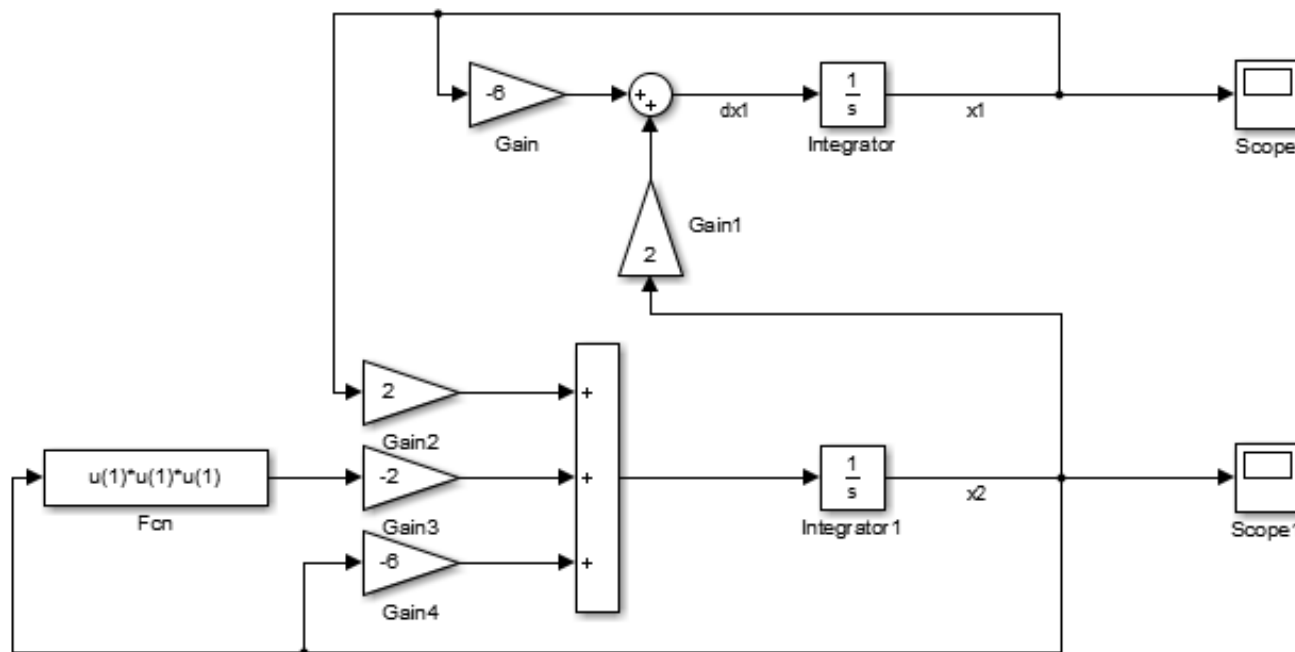 -6
+
+
dx1
1
s
x1
Gain
Integrator
Scope
Gain1
2
2
+
Gain2
u(1)*u(1)*u(1)
-2
+
1
s
x2
Fcn
Gain3
Integrator1
Scope1
-6
+
Gain4